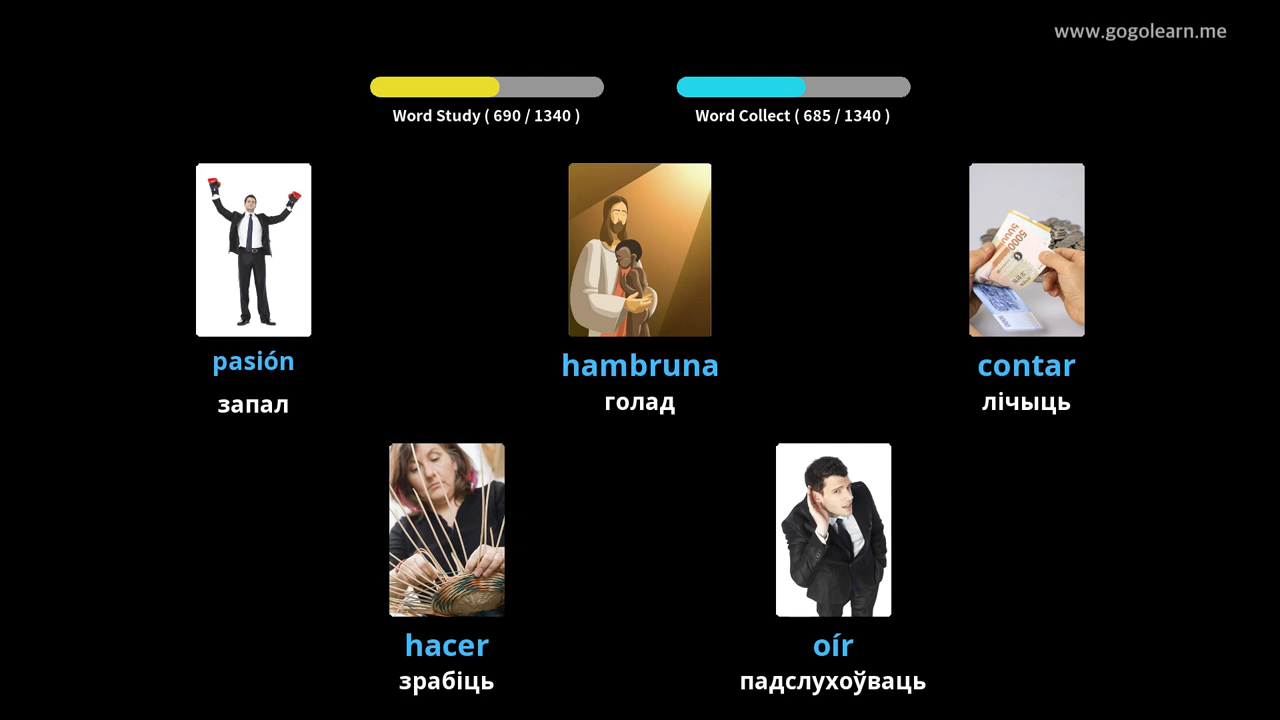 www.gogolearn.me
Word Study ( 690 / 1340 )
Word Collect ( 685 / 1340 )
pasión
запал
hambruna
голад
contar
лічыць
hacer
зрабіць
oír
падслухоўваць